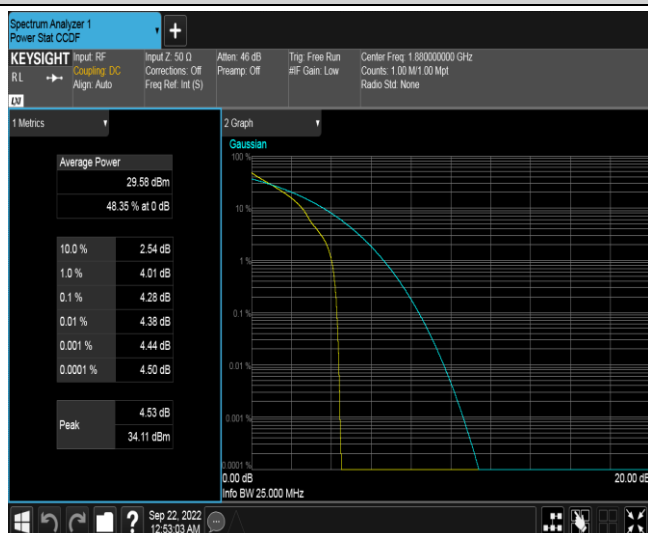 Spectrum Analyzer 1
Power Stat CCDF
+
KEYSIGHT
RL
LXI
Input: RF
Coupling: DC
Align: Auto
Input Z: 50 Ω
Corrections: Off
Freq Ref: Int (S)
Atten: 46 dB
Preamp: Off
Trig: Free Run
#IF Gain: Low
Center Freq: 1.880000000 GHz
Counts: 1.00 M/1.00 Mpt
Radio Std: None
1 Metrics
Average Power
29.58 dBm
48.35 % at 0 dB
10.0 % 2.54 dB
1.0 % 4.01 dB
0.1 % 4.28 dB
0.01 % 4.38 dB
0.001 % 4.44 dB
0.0001 % 4.50 dB
Peak
4.53 dB
34.11 dBm
2 Graph
Gaussian
100 %
10 %
1 %
0.1 %
0.01 %
0.001 %
0.0001 %
0.00 dB 20.00 dB
Info BW 25.000 MHz
?
Sep 22, 2022
12:53:03 AM